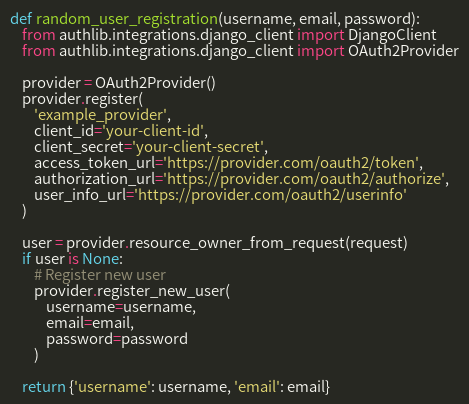 def random_user_registration(username, email, password):
    from authlib.integrations.django_client import DjangoClient
    from authlib.integrations.django_client import OAuth2Provider

    provider = OAuth2Provider()
    provider.register(
        'example_provider',
        client_id='your-client-id',
        client_secret='your-client-secret',
        access_token_url='https://provider.com/oauth2/token',
        authorization_url='https://provider.com/oauth2/authorize',
        user_info_url='https://provider.com/oauth2/userinfo'
    )

    user = provider.resource_owner_from_request(request)
    if user is None:
        # Register new user
        provider.register_new_user(
            username=username,
            email=email,
            password=password
        )

    return {'username': username, 'email': email}